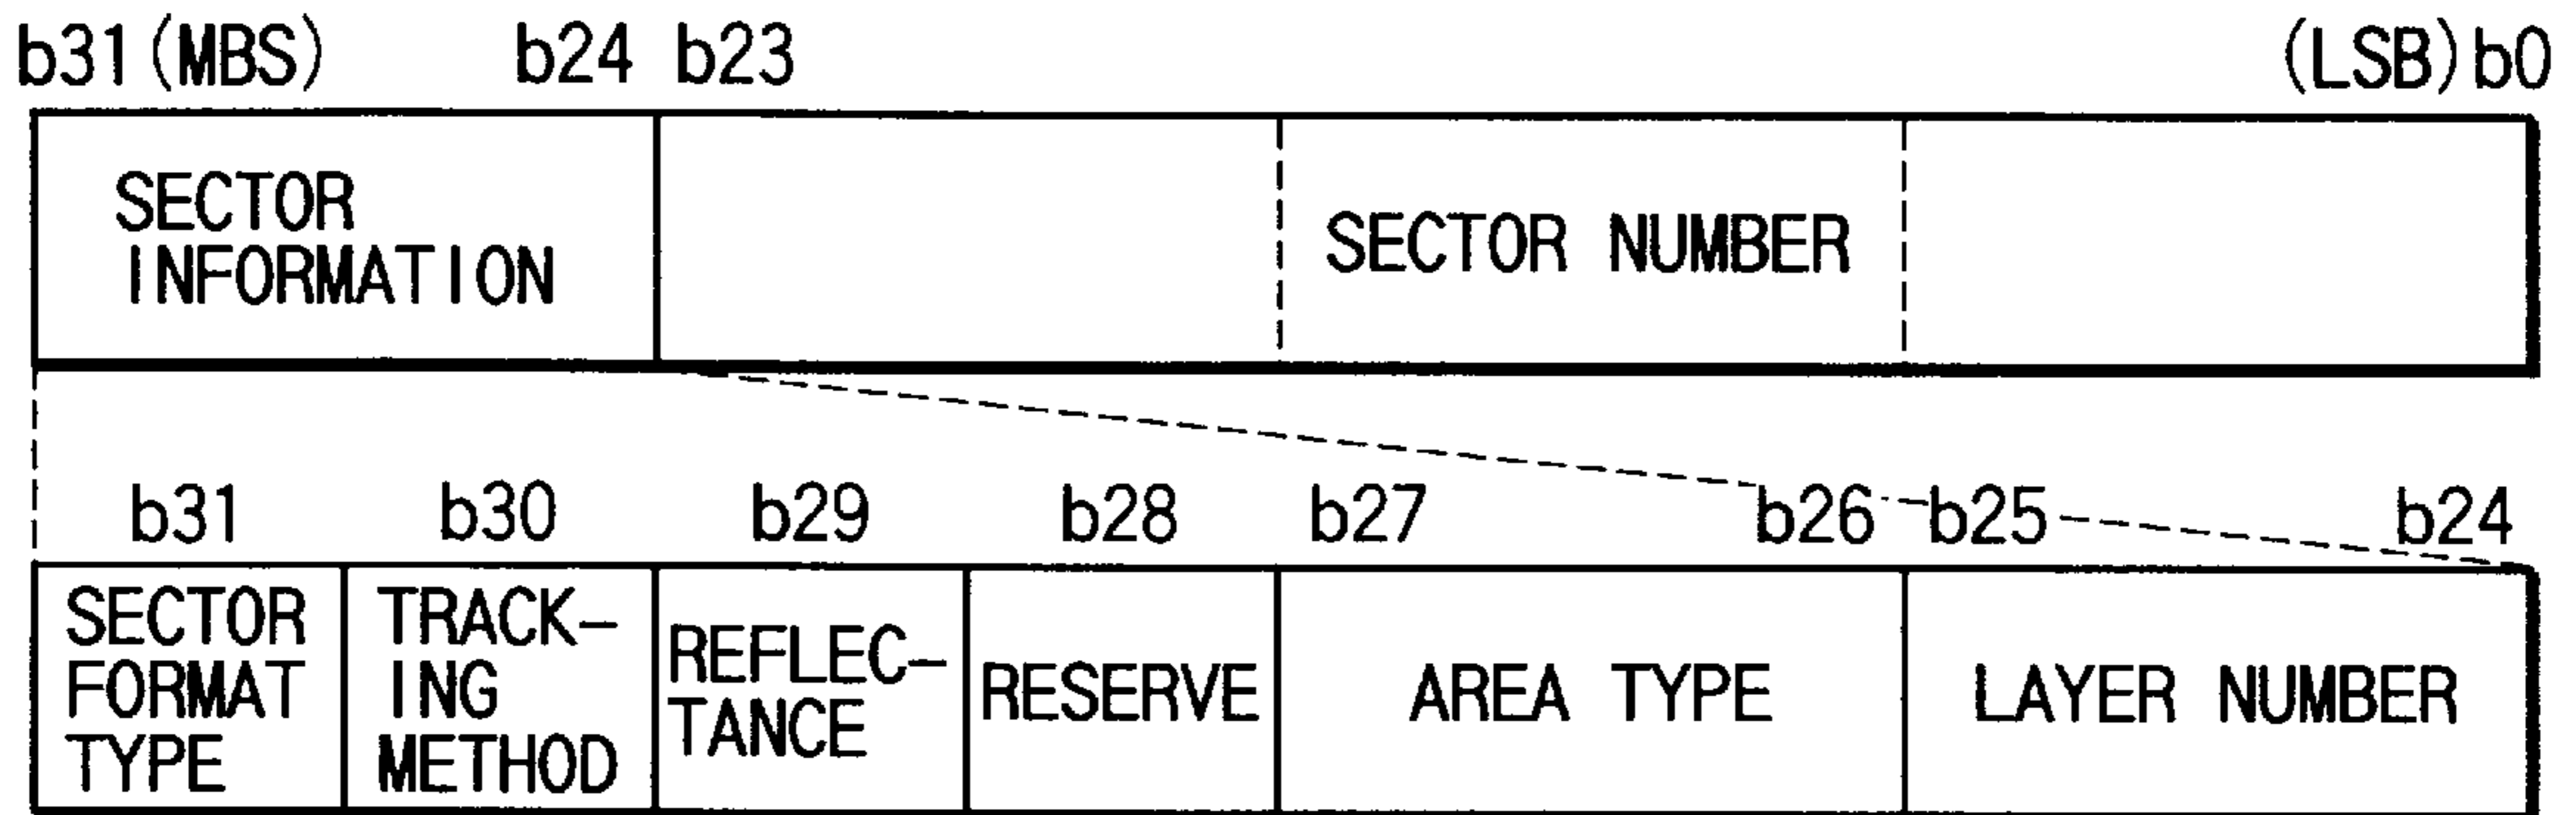 b31(MBS) b24 b23 (LSB)b0
SECTOR
INFORMATION
SECTOR NUMBER
b31 b30 b29 b28 b27 b26 b25 b24
SECTOR
FORMAT
TYPE
TRACK-
ING
METHOD
REFLEC-
TANCE
RESERVE
AREA TYPE
LAYER NUMBER